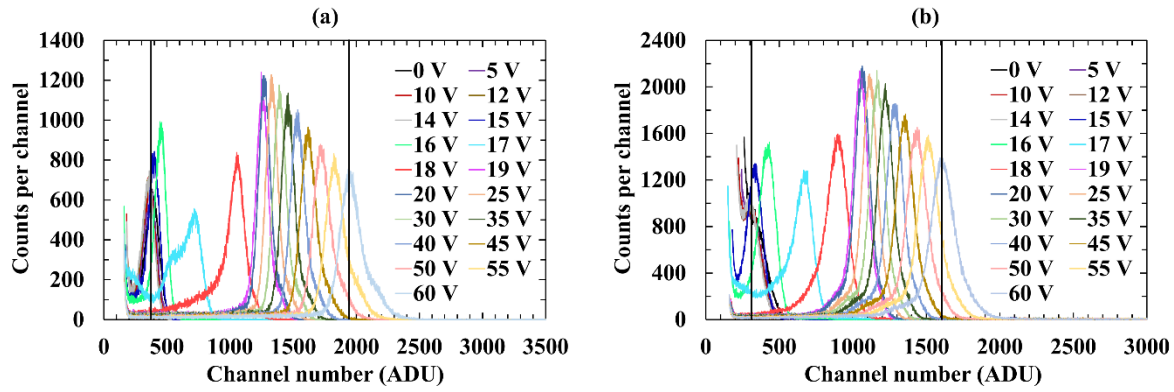 (a)
Counts per channel
1400
1200
1000
800
600
400
200
0
0 500 1000 1500 2000 2500 3000 3500
Channel number (ADU)
0 V 5 V
10 V 12 V
14 V 15 V
16 V 17 V
18 V 19 V
20 V 25 V
30 V 35 V
40 V 45 V
50 V 55 V
60 V
(b)
Counts per channel
2400
2000
1600
1200
800
400
0
0 500 1000 1500 2000 2500 3000
Channel number (ADU)
0 V 5 V
10 V 12 V
14 V 15 V
16 V 17 V
18 V 19 V
20 V 25 V
30 V 35 V
40 V 45 V
50 V 55 V
60 V